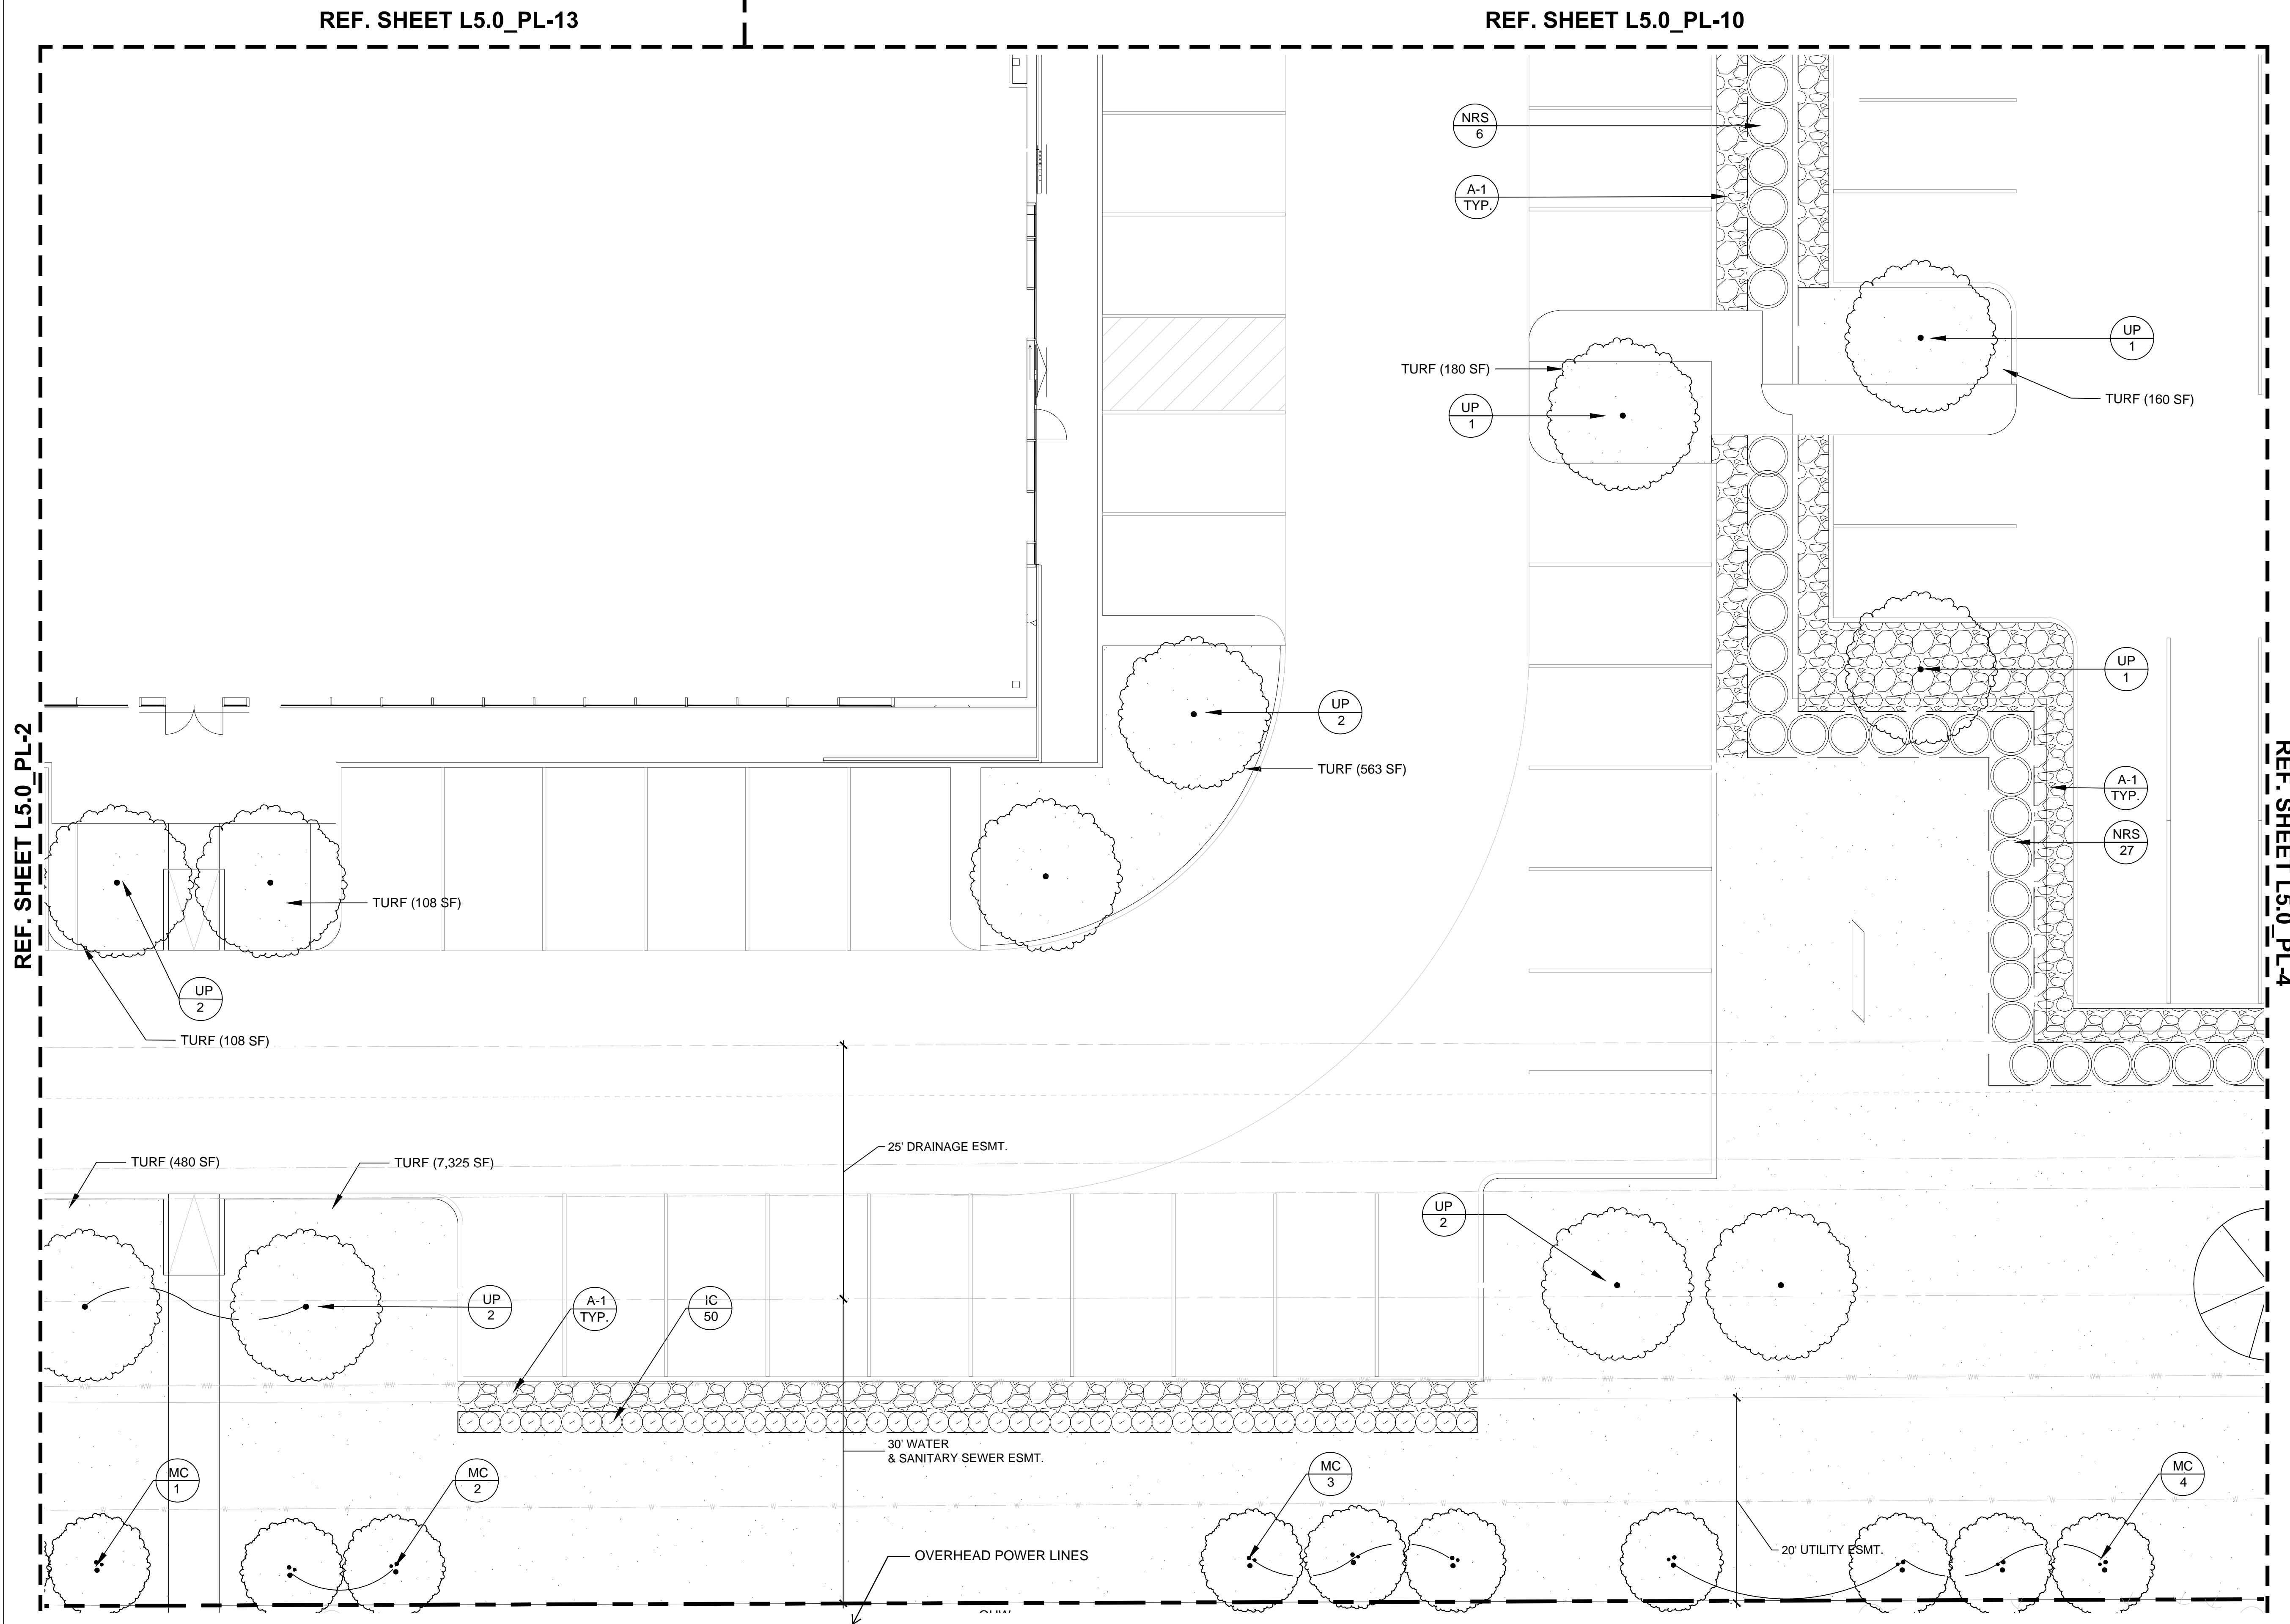 REF. SHEET L5.0_PL-13
REF. SHEET L5.0_PL-10
NRS
6
A-1
TYP.
UP
1
TURF (180 SF)
TURF (160 SF)
UP
1
UP
1
UP
2
TURF (563 SF)
REF. SHEET L5.0_PL-2
REF. SHEET L5.0_PL-4
A-1
TYP.
NRS
27
TURF (108 SF)
UP
2
TURF (108 SF)
25' DRAINAGE ESMT.
TURF (480 SF)
TURF (7,325 SF)
UP
2
UP
2
A-1
TYP.
IC
50
30' WATER
& SANITARY SEWER ESMT.
MC
1
MC
2
MC
3
MC
4
OVERHEAD POWER LINES
20' UTILITY ESMT.